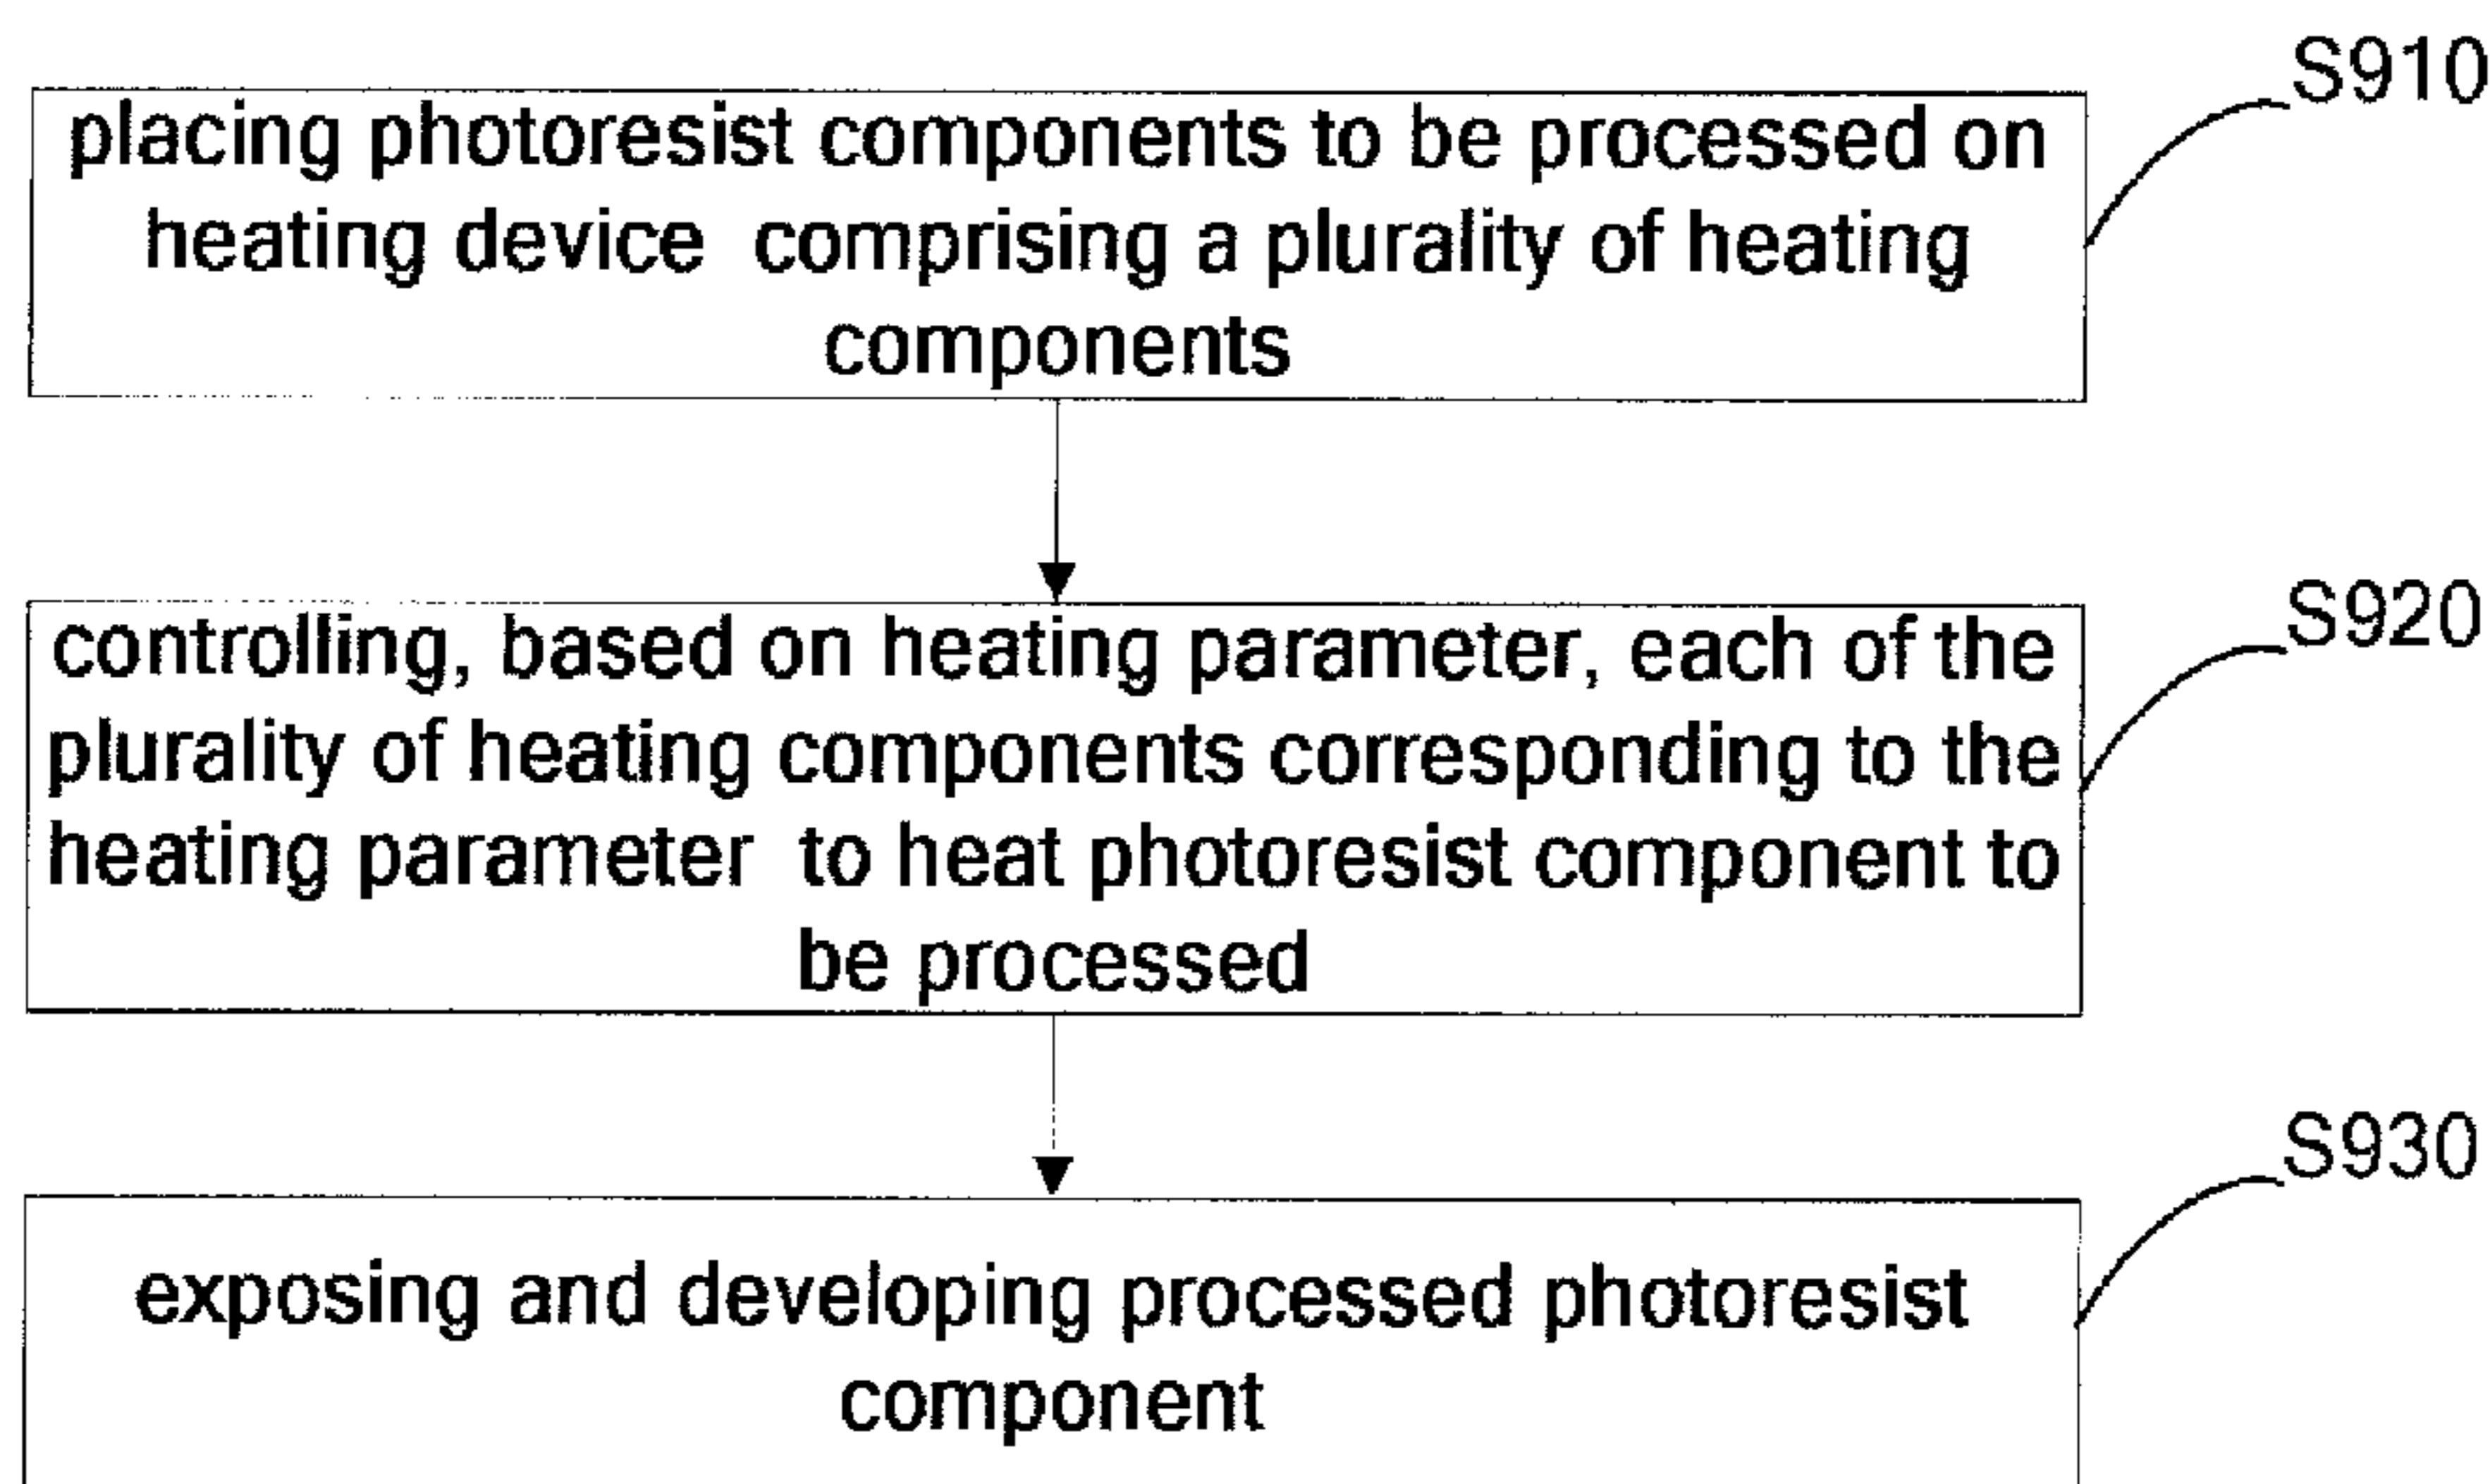 S910
placing photoresist components to be processed on
heating device comprising a plurality of heating
components
S920
controlling, based on heating parameter, each of the
plurality of heating components corresponding to the
heating parameter to heat photoresist component to
be processed
S930
exposing and developing processed photoresist
component